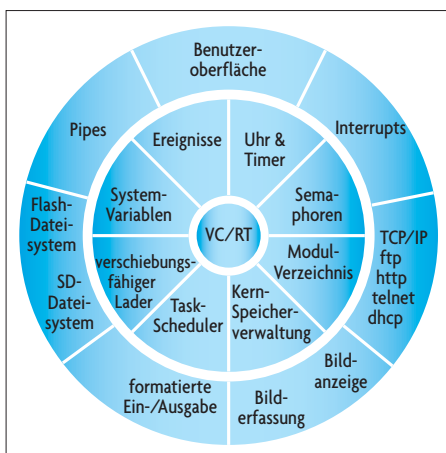 Benutzer-
oberfläche
Pipes
Interrupts
Ereignisse
Uhr &
Timer
System-
Variablen
Sema-
phoren
Flash-
Dateisystem
SD-
Datei-
system
VC/RT
TCP/IP
ftp
http
telnet
dhcp
verschiebungs-
fähiger
Lader
Modul-
Verzeichnis
Task-
Scheduler
Kern-
Speicher-
verwaltung
formatierte
Ein-/Ausgabe
Bild-
erfassung
Bild-
anzeige